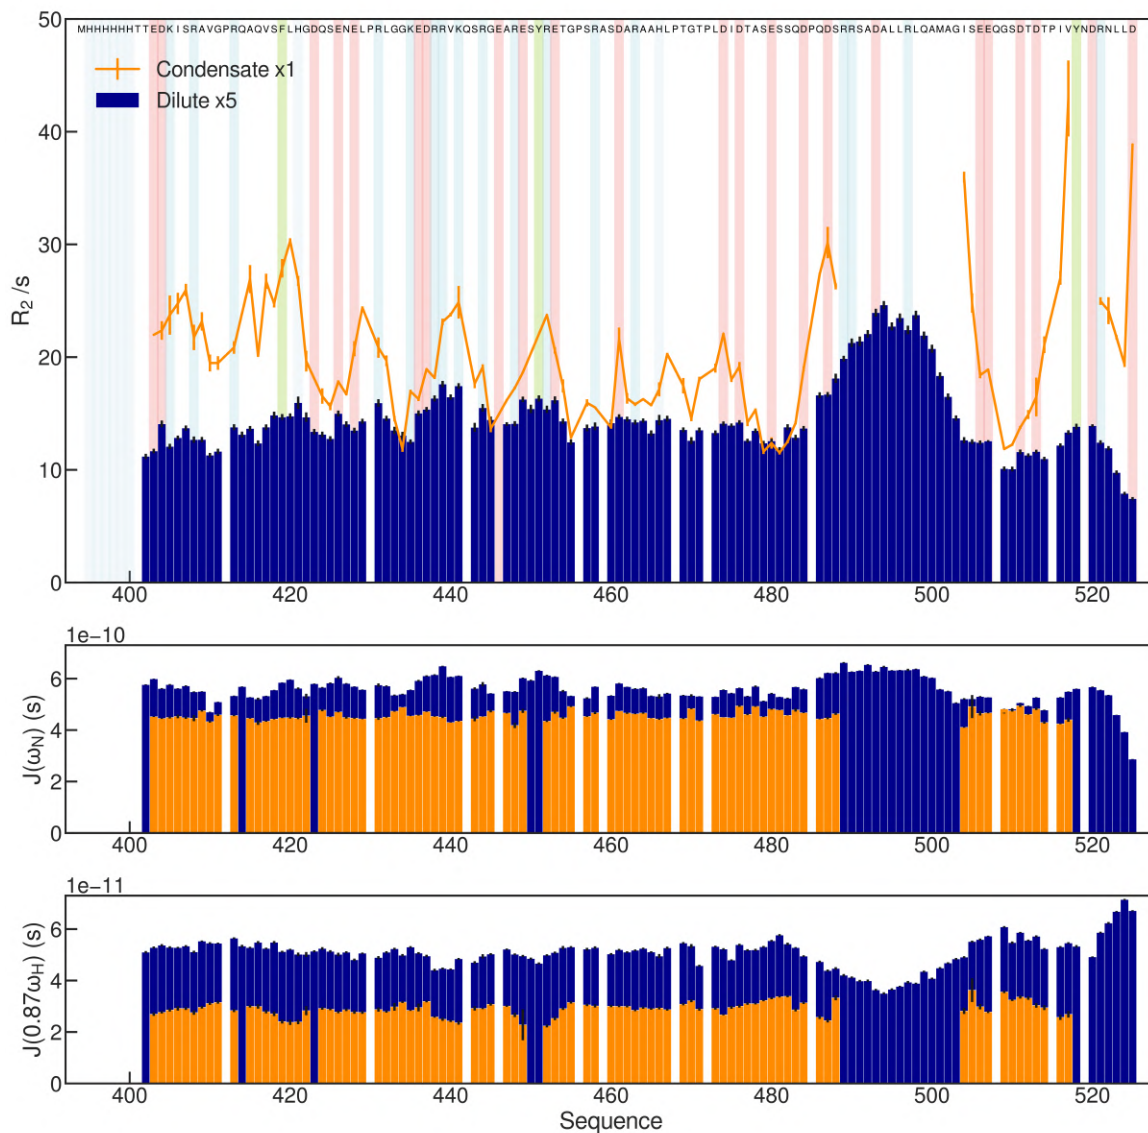 MHHHHHHTTEDKISRAVGPRQAQVSFLHGDQSENELPRLGGKEDRRVKQSRGEARESYRETGPSRASDARAAHLPTGTPLDIDTASESSQDPQDSRRSADALLRLQAMAGISEEQGSDTDTPIVYNDRNLLD
50
Condensate x1
Dilute x5
40
30
20
10
0
R₂ /s
400 420 440 460 480 500 520
1e−10
6
4
2
0
J(ω_N) (s)
400 420 440 460 480 500 520
1e−11
6
4
2
0
J(0.87ω_H) (s)
400 420 440 460 480 500 520
Sequence